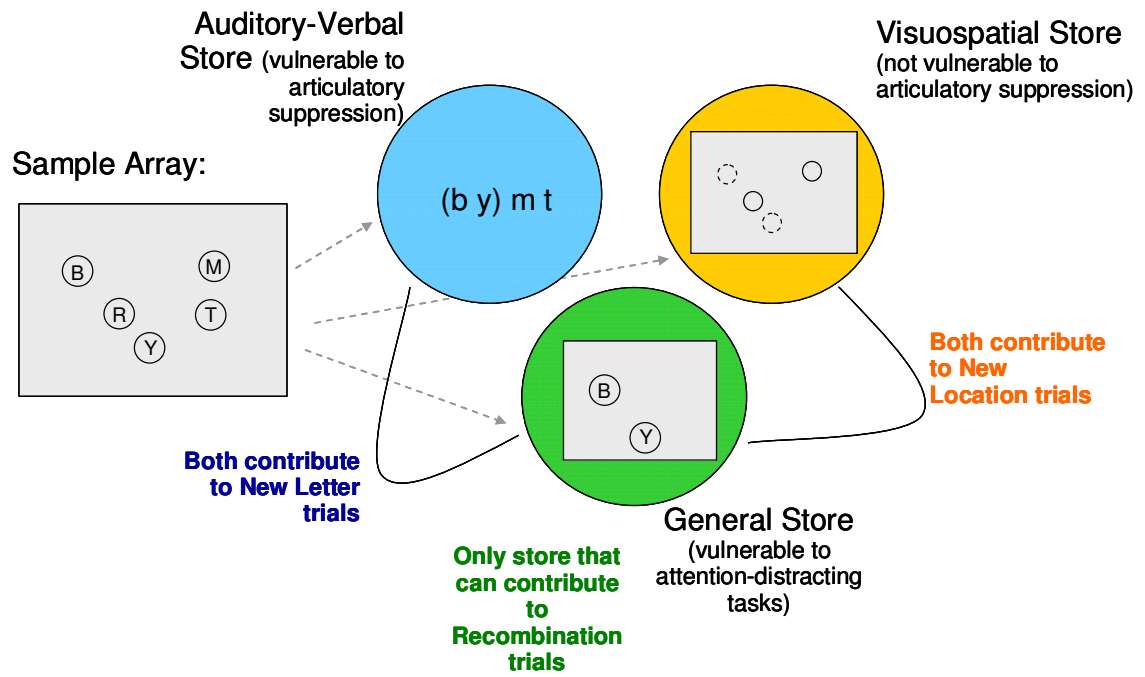 Auditory-Verbal
Store (vulnerable to
articulatory
suppression)
Visuospatial Store
(not vulnerable to
articulatory suppression)
Sample Array:
(b y) m t
B
M
R
T
Y
B
Y
Both contribute
to New
Location trials
Both contribute
to New Letter
trials
General Store
(vulnerable to
attention-distracting
tasks)
Only store that
can contribute
to
Recombination
trials